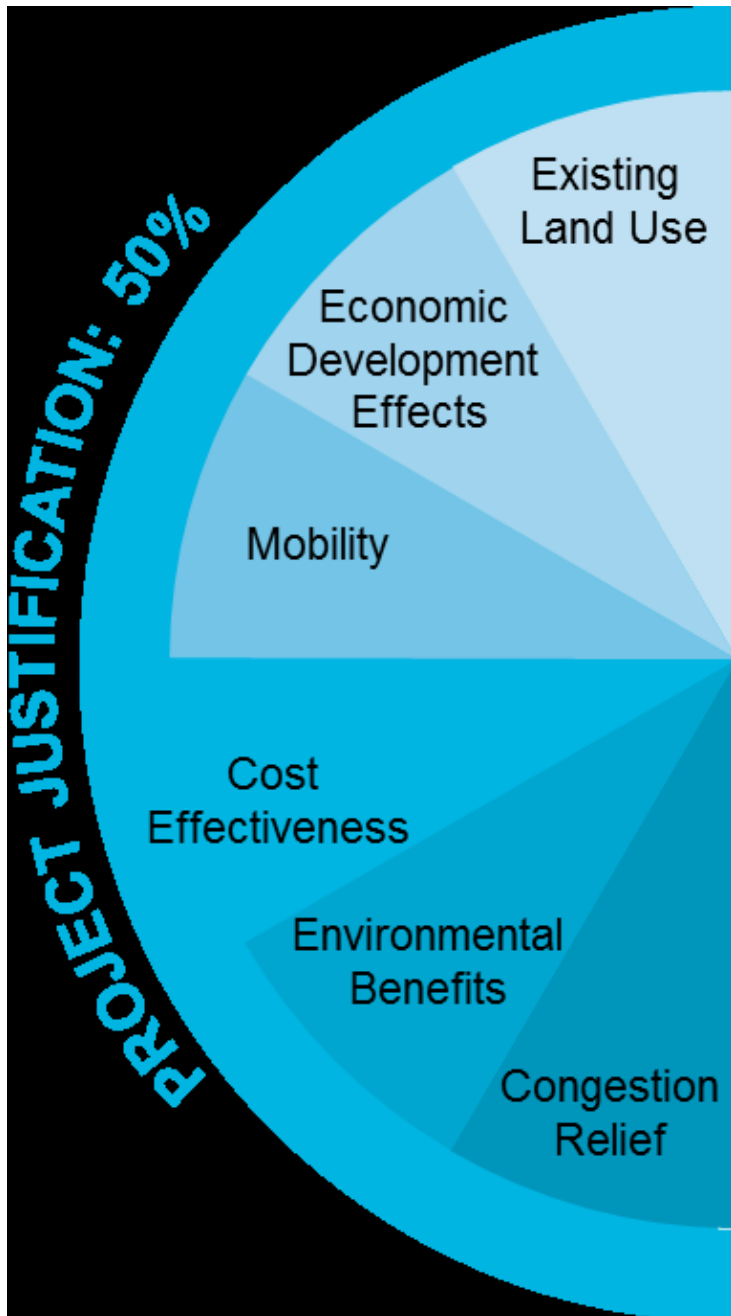 PROJECT JUSTIFICATION: 50%
Existing
Land Use
Economic
Development
Effects
Mobility
Cost
Effectiveness
Environmental
Benefits
Congestion
Relief